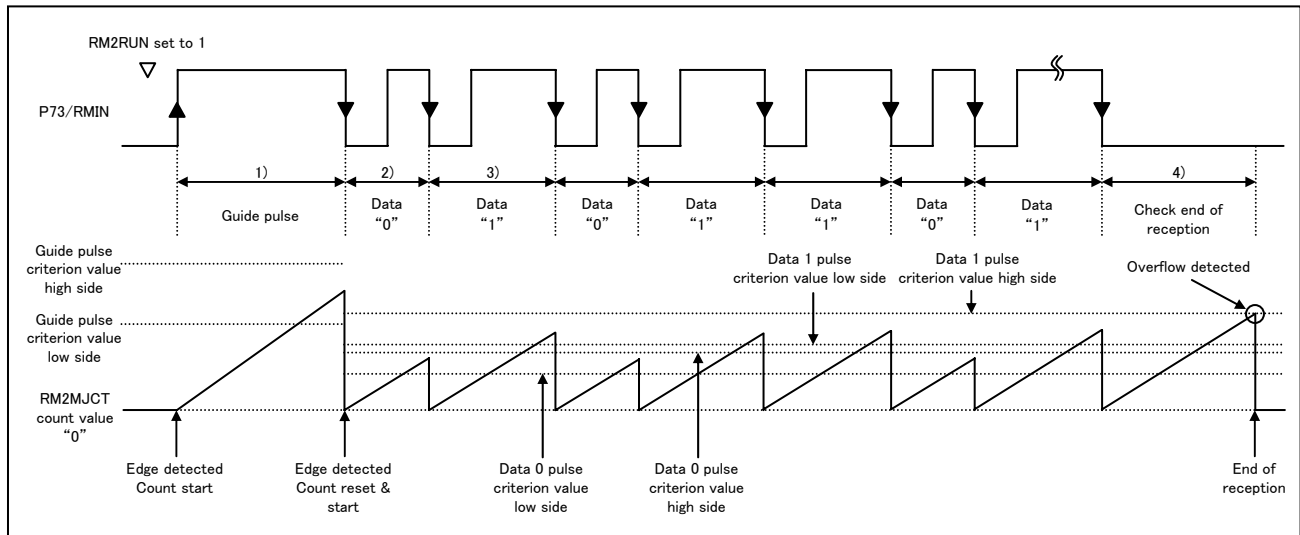 RM2RUN set to 1
P73/RMIN
1)
2)
3)
4)
Guide pulse
Data
“0”
Data
“1”
Data
“0”
Data
“1”
Data
“1”
Data
“0”
Data
“1”
Check end of
reception
Guide pulse
criterion value
high side
Data 1 pulse
criterion value low side
Data 1 pulse
criterion value high side
Overflow detected
Guide pulse
criterion value
low side
RM2MJCT
count value
“0”
Edge detected
Count start
Edge detected
Count reset &
start
Data 0 pulse
criterion value
low side
Data 0 pulse
criterion value
high side
End of
reception